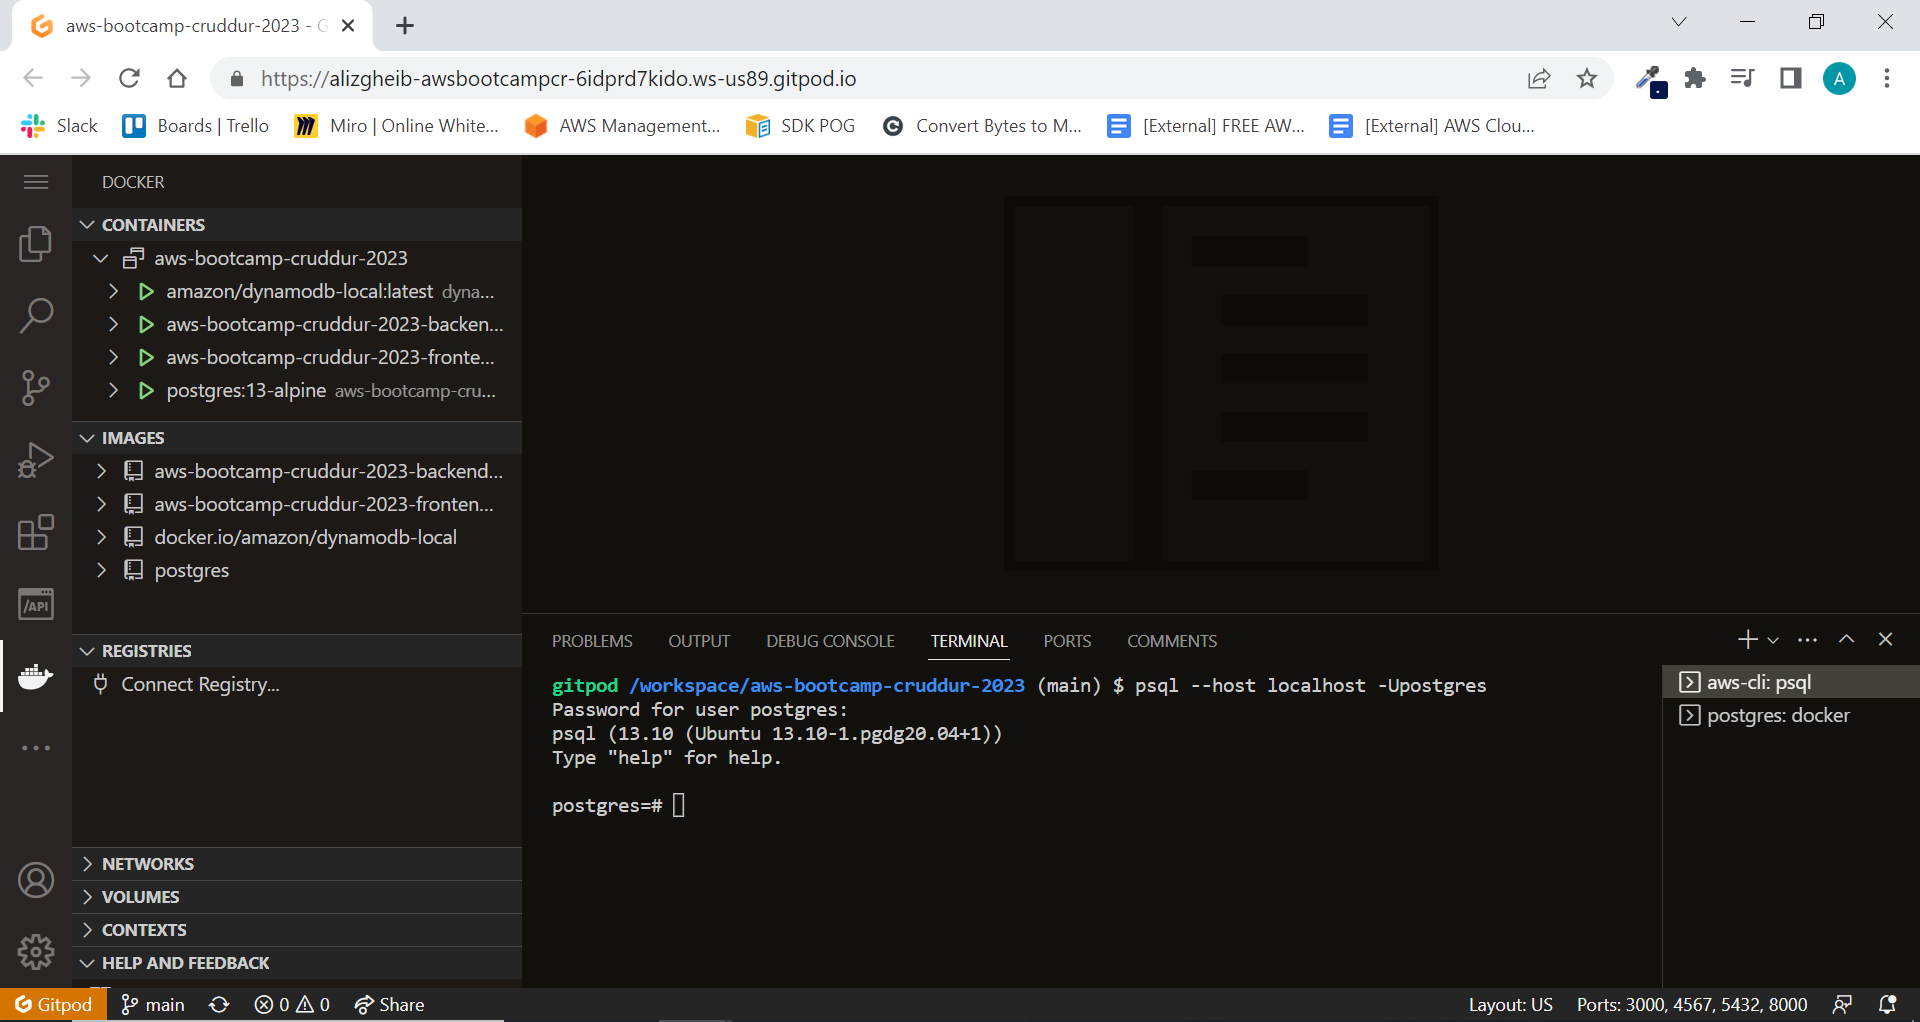 aws-bootcamp-cruddur-2023 - G
https://alizgheib-awsbootcampcr-6idprd7kido.ws-us89.gitpod.io
A
Slack
Boards | Trello
Miro | Online White...
AWS Management...
SDK POG
Convert Bytes to M...
[External] FREE AW...
[External] AWS Clou...
DOCKER
CONTAINERS
aws-bootcamp-cruddur-2023
amazon/dynamodb-local:latest dyna...
aws-bootcamp-cruddur-2023-backen...
aws-bootcamp-cruddur-2023-fronte...
postgres:13-alpine aws-bootcamp-cru...
IMAGES
aws-bootcamp-cruddur-2023-backend...
aws-bootcamp-cruddur-2023-fronten...
docker.io/amazon/dynamodb-local
postgres
/API
REGISTRIES
Connect Registry...
NETWORKS
VOLUMES
CONTEXTS
HELP AND FEEDBACK
PROBLEMS
OUTPUT
DEBUG CONSOLE
TERMINAL
PORTS
COMMENTS
gitpod /workspace/aws-bootcamp-cruddur-2023 (main) $ psql --host localhost -Upostgres
Password for user postgres:
psql (13.10 (Ubuntu 13.10-1.pgdg20.04+1))
Type "help" for help.
postgres=#
aws-cli: psql
postgres: docker
Gitpod
main
0
0
Share
Layout: US
Ports: 3000, 4567, 5432, 8000